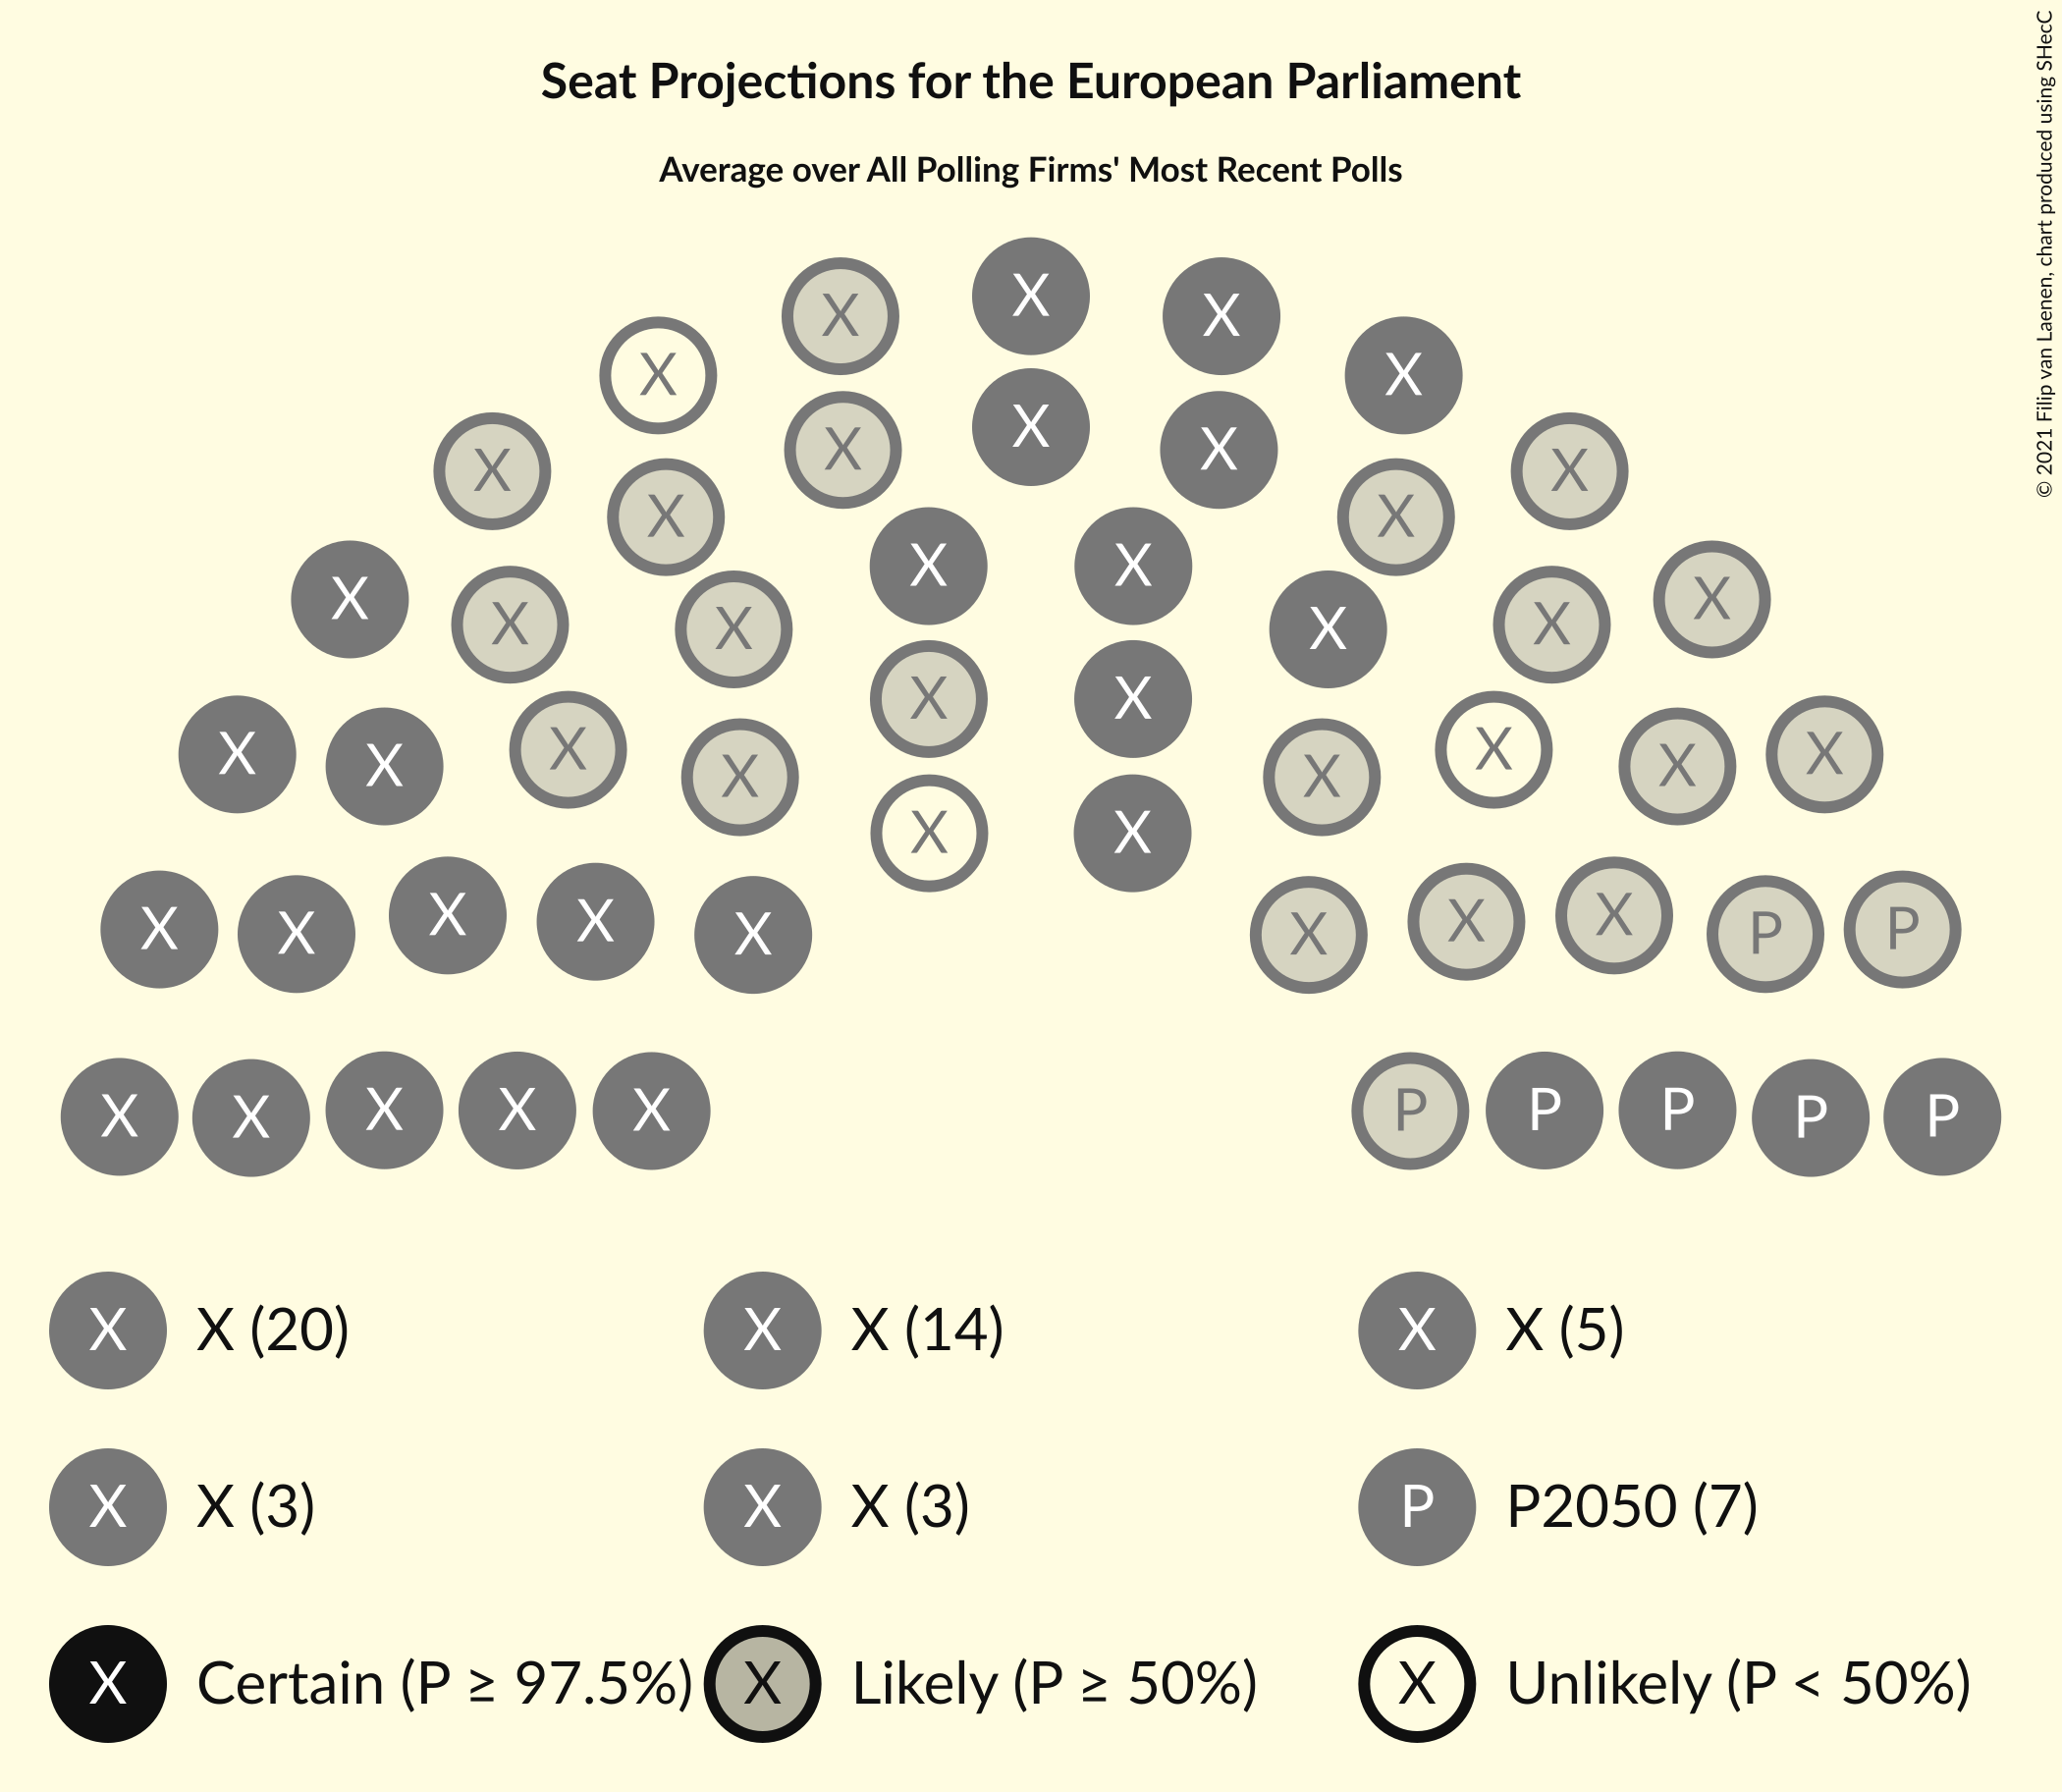 Seat Projections for the European Parliament
Average over All Polling Firms' Most Recent Polls
© 2021 Filip van Laenen, chart produced using SHecC
X
X X
X X
X
X X
X X
X X
X X
X X
X X
X X
X X
X X
X X
X X
X X
X X
X X X X X X X X P P
X X X X X P P P P P
X X (20) X X (14) X X (5)
X X (3) X X (3) P P2050 (7)
X Certain (P ≥ 97.5%) X Likely (P ≥ 50%) X Unlikely (P < 50%)